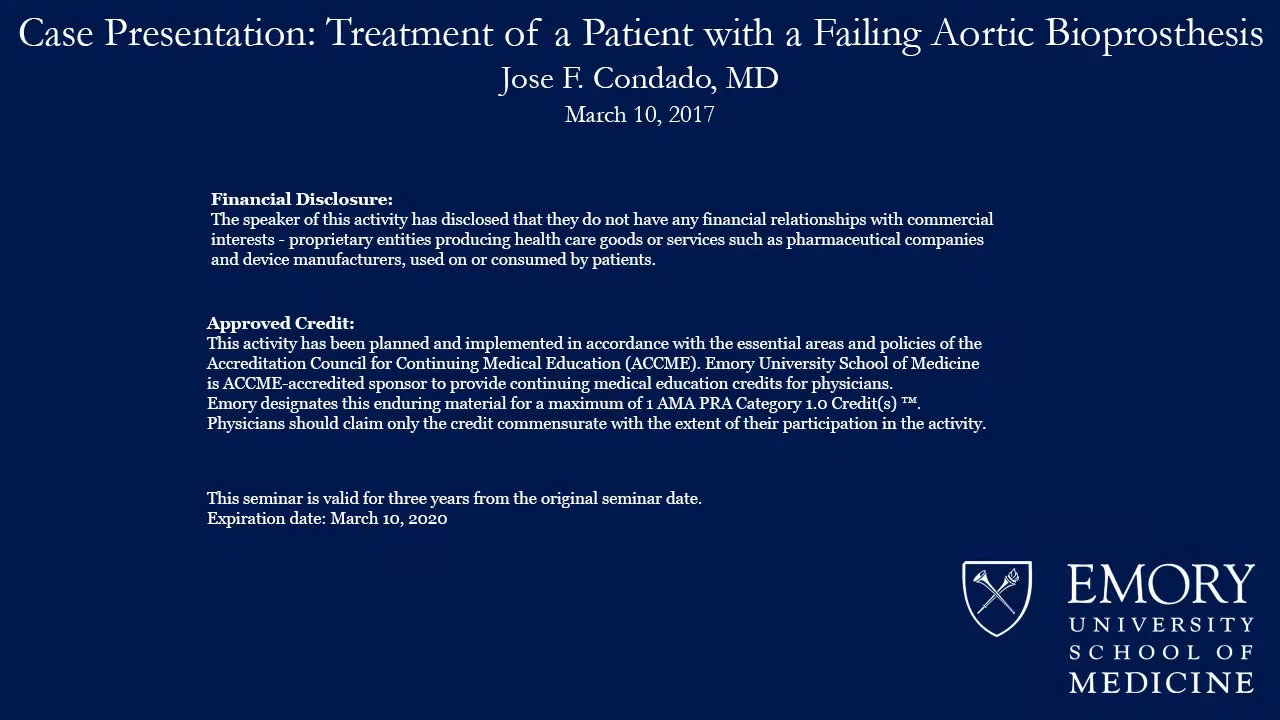 Case Presentation: Treatment of a Patient with a Failing Aortic Bioprosthesis
Jose F. Condado, MD
March 10, 2017
Financial Disclosure:
The speaker of this activity has disclosed that they do not have any financial relationships with commercial
interests - proprietary entities producing health care goods or services such as pharmaceutical companies
and device manufacturers, used on or consumed by patients.
Approved Credit:
This activity has been planned and implemented in accordance with the essential areas and policies of the
Accreditation Council for Continuing Medical Education (ACCME). Emory University School of Medicine
is ACCME-accredited sponsor to provide continuing medical education credits for physicians.
Emory designates this enduring material for a maximum of 1 AMA PRA Category 1.0 Credit(s) ™.
Physicians should claim only the credit commensurate with the extent of their participation in the activity.
This seminar is valid for three years from the original seminar date.
Expiration date: March 10, 2020
EMORY
UNIVERSITY
SCHOOL OF
MEDICINE